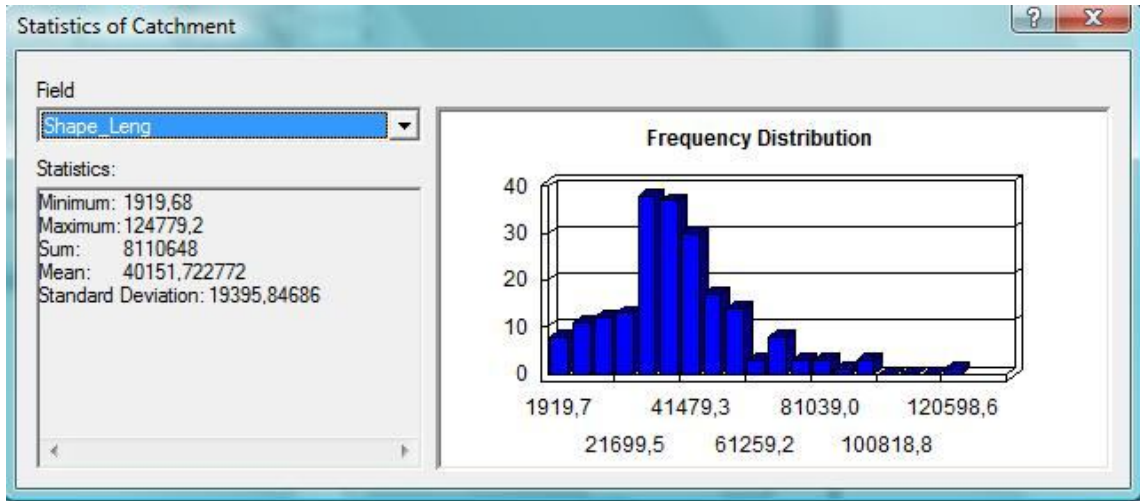 Statistics of Catchment
?
X
Field
Shape_Leng
Statistics:
Minimum: 1919,68
Maximum: 124779,2
Sum: 8110648
Mean: 40151,722772
Standard Deviation: 19395,84686
Frequency Distribution
40
30
20
10
0
1919,7 41479,3 81039,0 120598,6
21699,5 61259,2 100818,8